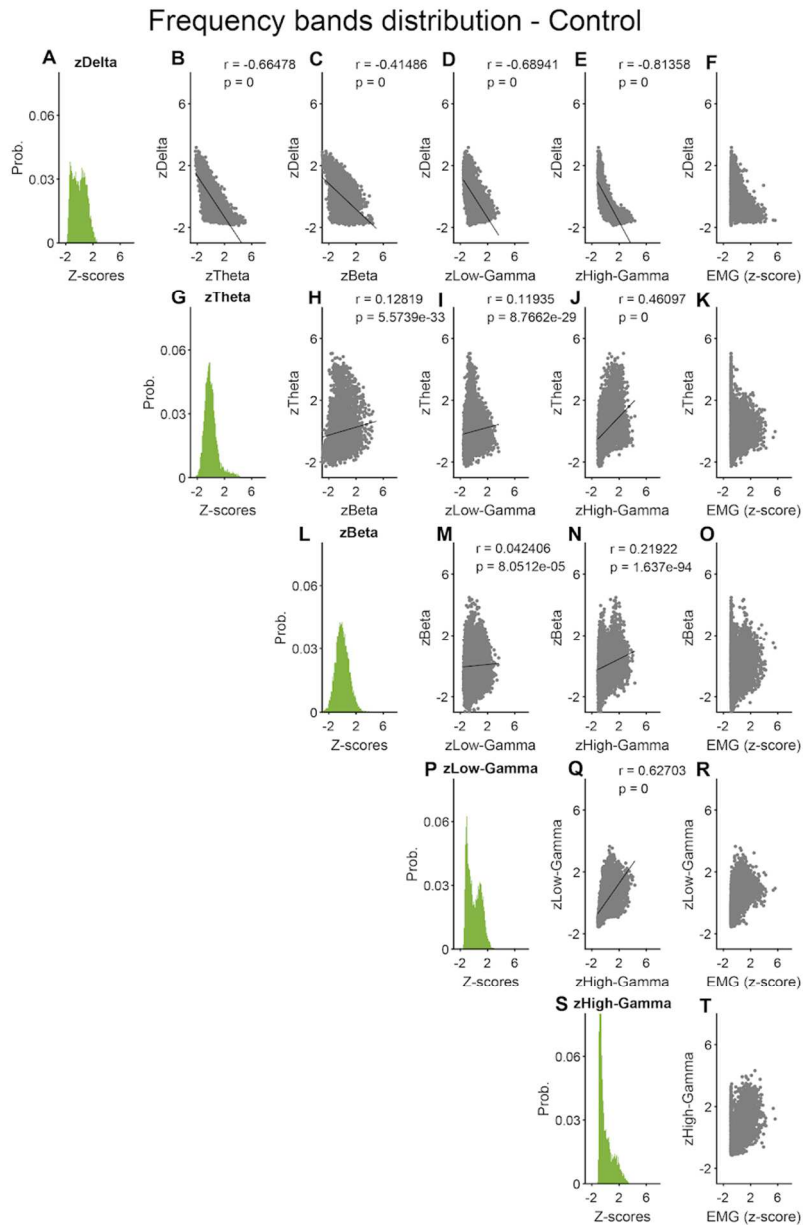 Frequency bands distribution - Control
A zDelta B r = -0.66478 C r = -0.41486 D r = -0.68941 E r = -0.81358 F
p = 0 p = 0 p = 0 p = 0
Prob. 0.06 0.03 0 zDelta 6 2 -2 zDelta 6 2 -2 zDelta 6 2 -2 zDelta 6 2 -2 zDelta 6 2 -2
-2 2 6 -2 2 6 -2 2 6 -2 2 6 -2 2 6 -2 2 6
Z-scores zTheta zBeta zLow-Gamma zHigh-Gamma EMG (z-score)
G zTheta H r = 0.12819 I r = 0.11935 J r = 0.46097 K
p = 5.5739e-33 p = 8.7662e-29 p = 0
Prob. 0.06 0.03 0 zTheta 6 2 -2 zTheta 6 2 -2 zTheta 6 2 -2 zTheta 6 2 -2
-2 2 6 -2 2 6 -2 2 6 -2 2 6 -2 2 6
Z-scores zBeta zLow-Gamma zHigh-Gamma EMG (z-score)
L zBeta M r = 0.042406 N r = 0.21922 O
p = 8.0512e-05 p = 1.637e-94
Prob. 0.06 0.03 0 zBeta 6 2 -2 zBeta 6 2 -2 zBeta 6 2 -2
-2 2 6 -2 2 6 -2 2 6 -2 2 6
Z-scores zLow-Gamma zHigh-Gamma EMG (z-score)
P zLow-Gamma Q r = 0.62703 R
p = 0
Prob. 0.06 0.03 0 zLow-Gamma 6 2 -2 zLow-Gamma 6 2 -2
-2 2 6 -2 2 6 -2 2 6
Z-scores zHigh-Gamma EMG (z-score)
S zHigh-Gamma T
Prob. 0.06 0.03 0 zHigh-Gamma 6 2 -2
-2 2 6 -2 2 6
Z-scores EMG (z-score)